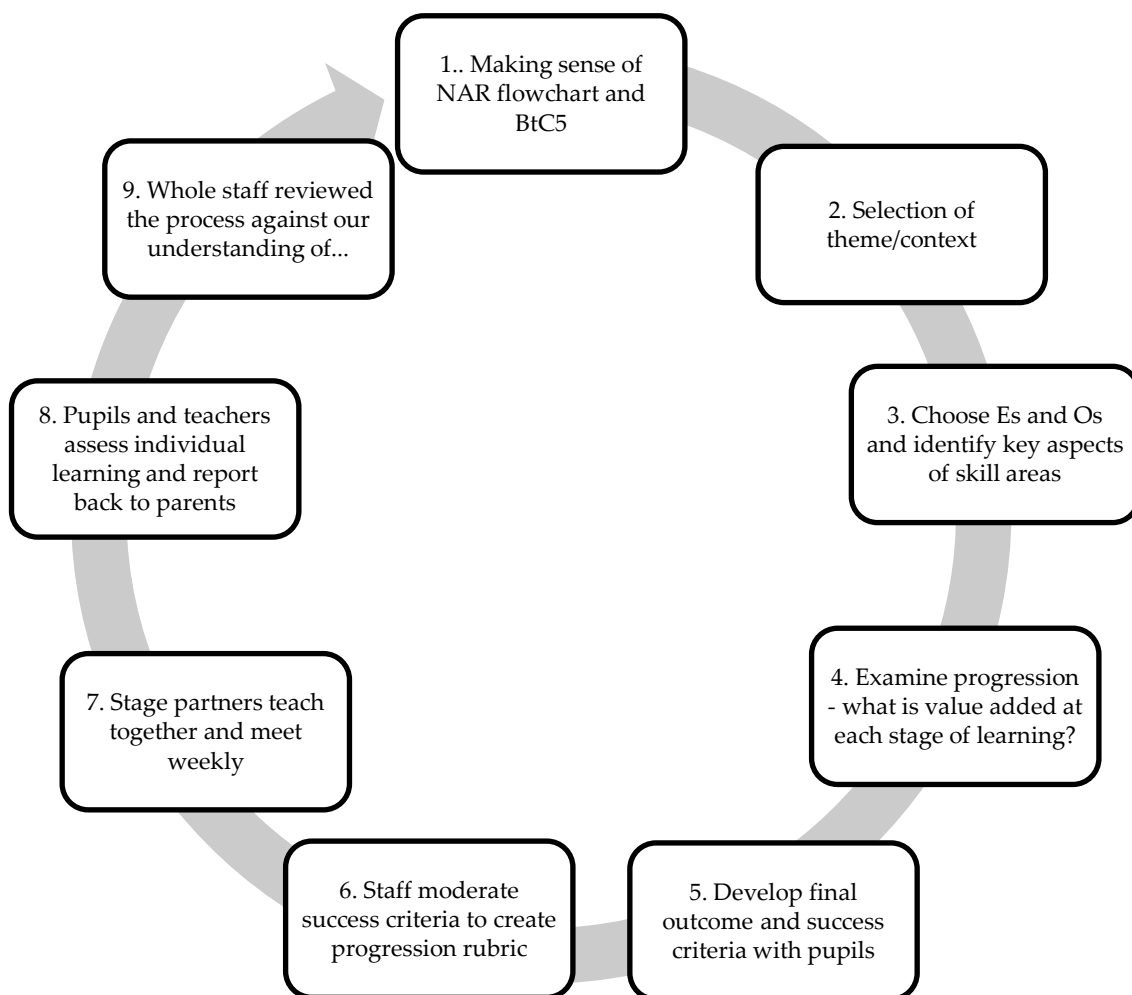 1.. Making sense of
NAR flowchart and
BtC5
2. Selection of
theme/context
3. Choose Es and Os
and identify key aspects
of skill areas
4. Examine progression
- what is value added at
each stage of learning?
5. Develop final
outcome and success
criteria with pupils
6. Staff moderate
success criteria to create
progression rubric
7. Stage partners teach
together and meet
weekly
8. Pupils and teachers
assess individual
learning and report
back to parents
9. Whole staff reviewed
the process against our
understanding of...